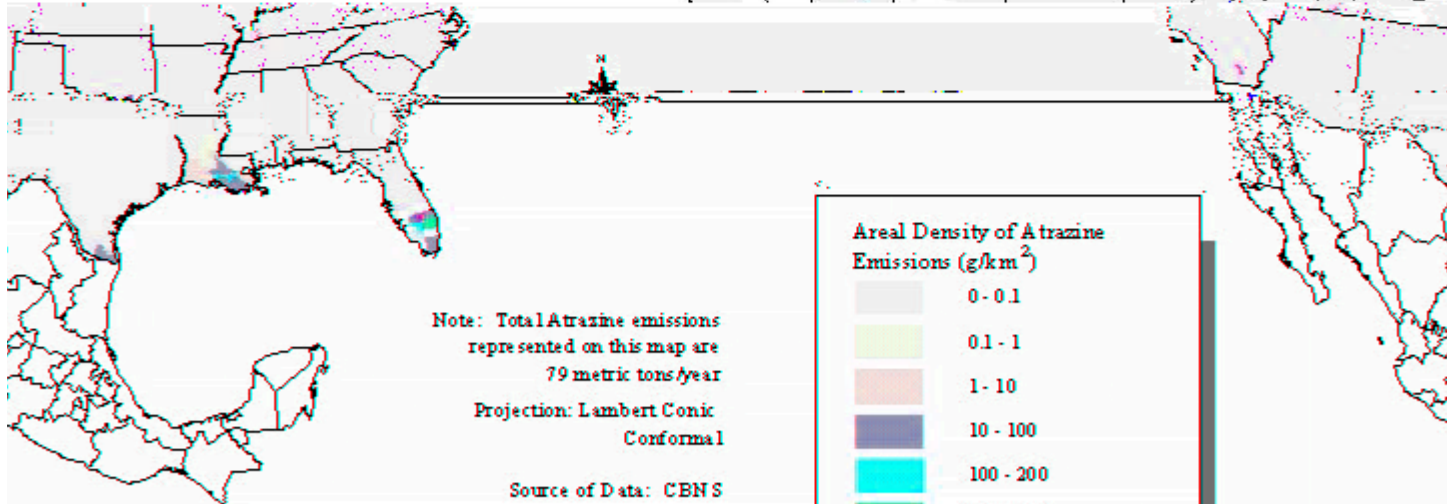 N
Areal Density of Atrazine
Emissions (g/km²)
0 - 0.1
0.1 - 1
1 - 10
10 - 100
100 - 200
Note: Total Atrazine emissions
represented on this map are
79 metric tons/year
Projection: Lambert Conic
Conformal
Source of Data: CBNS